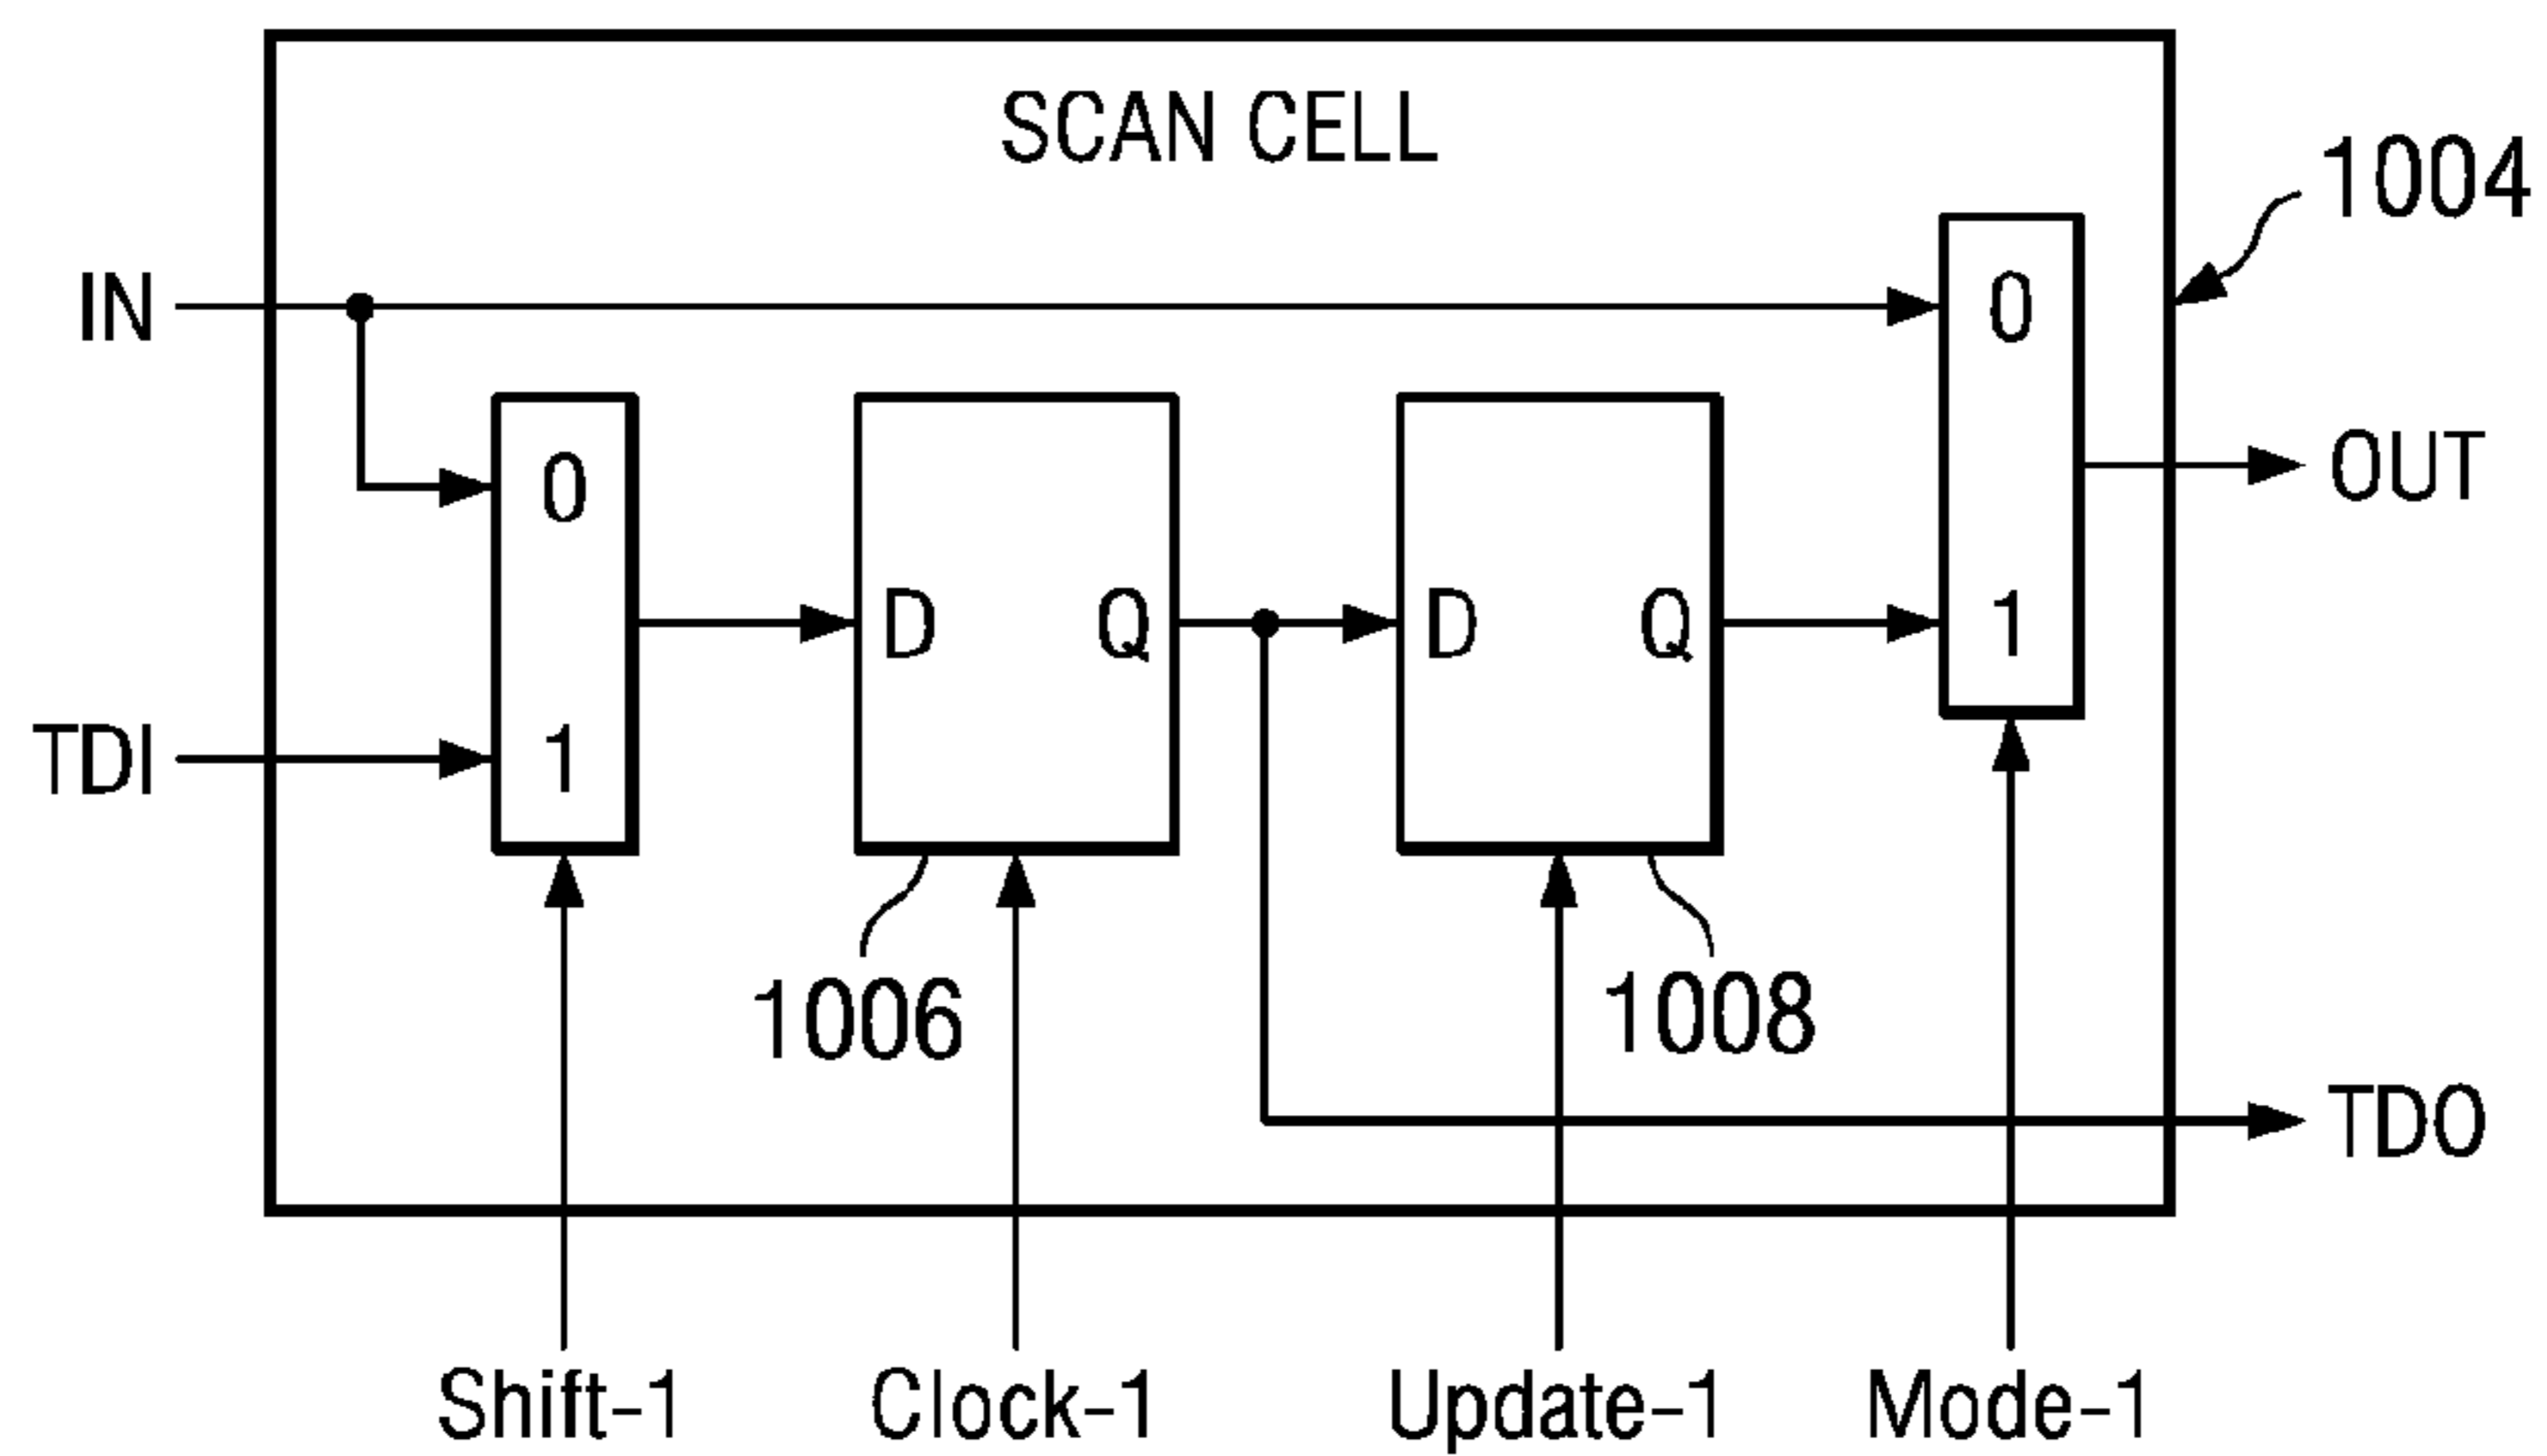 SCAN CELL
1004
IN
0
0
OUT
D
Q
D
Q
1
TDI
1
1006
1008
TDO
Shift-1
Clock-1
Update-1
Mode-1